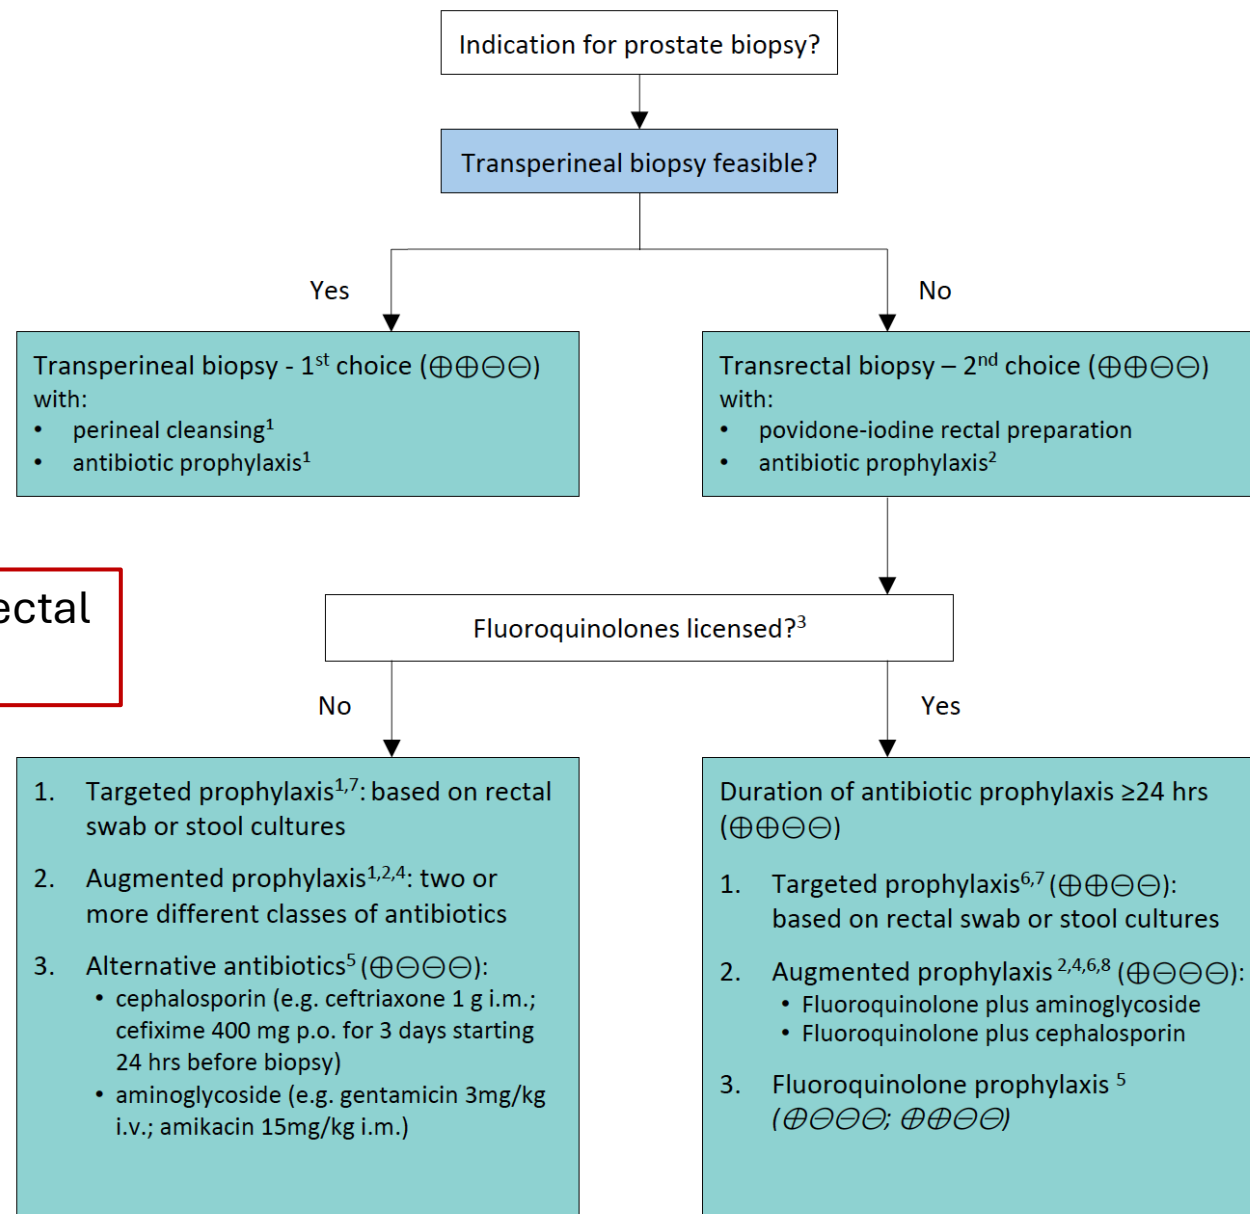 Indication for prostate biopsy?
Transperineal biopsy feasible?
Yes
No
Transperineal biopsy - 1st choice (⊕⊕⊖⊖)
with:
• perineal cleansing1
• antibiotic prophylaxis1
Transrectal biopsy – 2nd choice (⊕⊕⊖⊖)
with:
• povidone-iodine rectal preparation
• antibiotic prophylaxis2
Fluoroquinolones licensed?3
No
Yes
1. Targeted prophylaxis1,7: based on rectal
swab or stool cultures
2. Augmented prophylaxis1,2,4: two or
more different classes of antibiotics
3. Alternative antibiotics5 (⊕⊖⊖⊖):
• cephalosporin (e.g. ceftriaxone 1 g i.m.;
cefixime 400 mg p.o. for 3 days starting
24 hrs before biopsy)
• aminoglycoside (e.g. gentamicin 3mg/kg
i.v.; amikacin 15mg/kg i.m.)
Duration of antibiotic prophylaxis ≥24 hrs
(⊕⊕⊖⊖)
1. Targeted prophylaxis6,7 (⊕⊕⊖⊖):
based on rectal swab or stool cultures
2. Augmented prophylaxis 2,4,6,8 (⊕⊖⊖⊖):
• Fluoroquinolone plus aminoglycoside
• Fluoroquinolone plus cephalosporin
3. Fluoroquinolone prophylaxis 5
(⊕⊖⊖⊖; ⊕⊕⊖⊖)